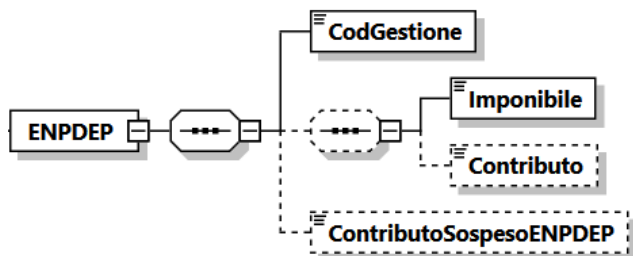 CodGestione
Imponibile
ENPDEP
Contributo
ContributoSospesoENPDEP